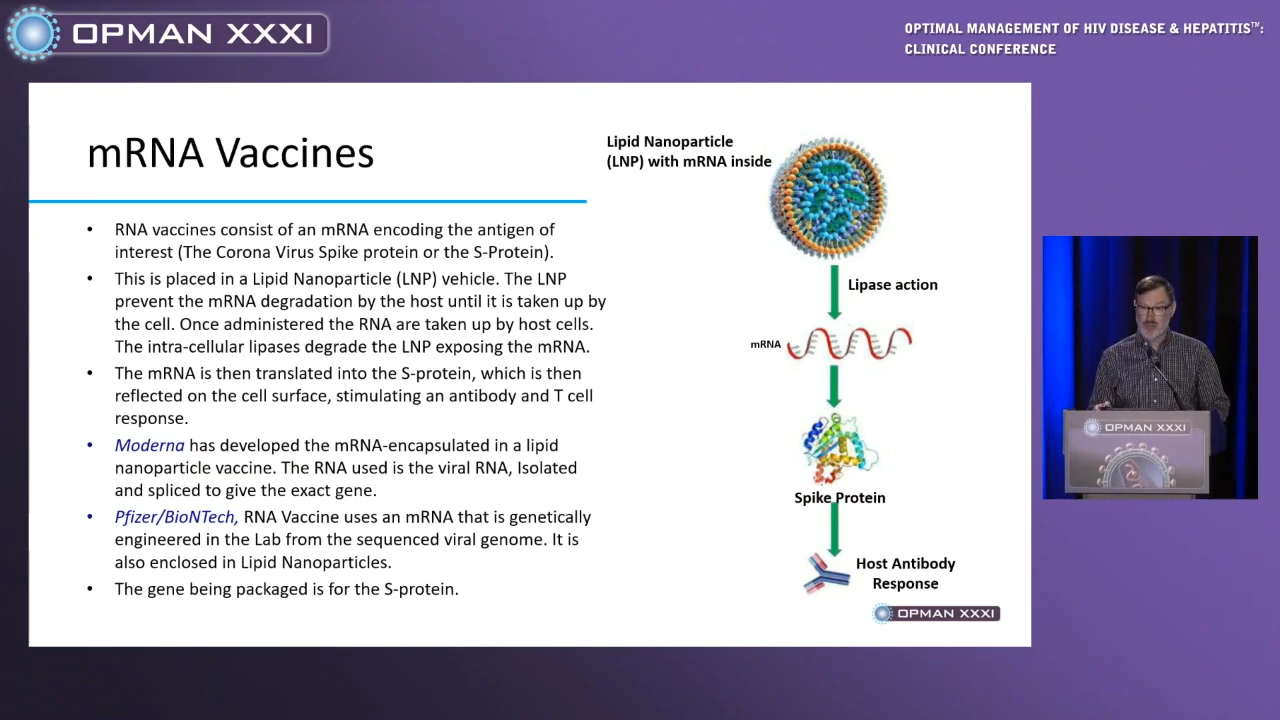 OPMAN XXXI
OPTIMAL MANAGEMENT OF HIV DISEASE & HEPATITIS™:
CLINICAL CONFERENCE
mRNA Vaccines
• RNA vaccines consist of an mRNA encoding the antigen of
interest (The Corona Virus Spike protein or the S-Protein).
• This is placed in a Lipid Nanoparticle (LNP) vehicle. The LNP
prevent the mRNA degradation by the host until it is taken up by
the cell. Once administered the RNA are taken up by host cells.
The intra-cellular lipases degrade the LNP exposing the mRNA.
• The mRNA is then translated into the S-protein, which is then
reflected on the cell surface, stimulating an antibody and T cell
response.
• Moderna has developed the mRNA-encapsulated in a lipid
nanoparticle vaccine. The RNA used is the viral RNA, Isolated
and spliced to give the exact gene.
• Pfizer/BioNTech, RNA Vaccine uses an mRNA that is genetically
engineered in the Lab from the sequenced viral genome. It is
also enclosed in Lipid Nanoparticles.
• The gene being packaged is for the S-protein.
Lipid Nanoparticle
(LNP) with mRNA inside
Lipase action
mRNA
Spike Protein
Host Antibody
Response
OPMAN XXXI
OPMAN XXXI